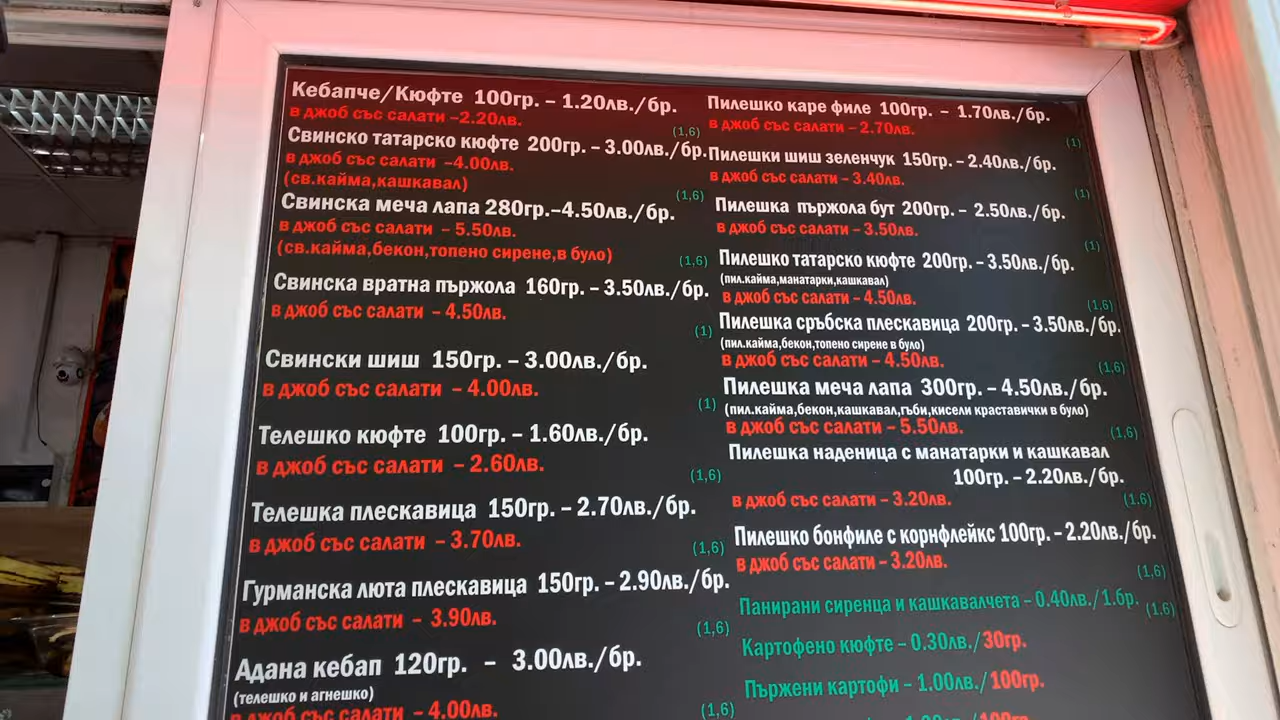 Кебапче/Кюфте 100гр. – 1.20лв./бр.
в джоб със салати –2.20лв.
(1,6)
Свинско татарско кюфте 200гр. – 3.00лв./бр.
в джоб със салати –4.00лв.
(св.кайма,кашкавал)
(1,6)
Свинска меча лапа 280гр.–4.50лв./бр.
в джоб със салати – 5.50лв.
(св.кайма,бекон,топено сирене,в було)
(1,6)
Свинска вратна пържола 160гр. – 3.50лв./бр.
в джоб със салати – 4.50лв.
(1)
Свински шиш 150гр. – 3.00лв./бр.
в джоб със салати – 4.00лв.
(1)
Телешко кюфте 100гр. – 1.60лв./бр.
в джоб със салати – 2.60лв.
(1,6)
Телешка плескавица 150гр. – 2.70лв./бр.
в джоб със салати – 3.70лв.
(1,6)
Гурманска люта плескавица 150гр. – 2.90лв./бр.
в джоб със салати – 3.90лв.
(1,6)
Адана кебап 120гр. – 3.00лв./бр.
(телешко и агнешко)
в джоб със салати – 4.00лв.
(1,6)
Пилешко каре филе 100гр. – 1.70лв./бр.
в джоб със салати – 2.70лв.
(1)
Пилешки шиш зеленчук 150гр. – 2.40лв./бр.
в джоб със салати – 3.40лв.
(1)
Пилешка пържола бут 200гр. – 2.50лв./бр.
в джоб със салати – 3.50лв.
(1)
Пилешко татарско кюфте 200гр. – 3.50лв./бр.
(пил.кайма,манатарки,кашкавал)
в джоб със салати – 4.50лв.
(1,6)
Пилешка сръбска плескавица 200гр. – 3.50лв./бр.
(пил.кайма,бекон,топено сирене в було)
в джоб със салати – 4.50лв.
(1,6)
Пилешка меча лапа 300гр. – 4.50лв./бр.
(пил.кайма,бекон,кашкавал,гъби,кисели краставички в було)
в джоб със салати – 5.50лв.
(1,6)
Пилешка наденица с манатарки и кашкавал
100гр. – 2.20лв./бр.
в джоб със салати – 3.20лв.
(1.6)
Пилешко бонфиле с корнфлейкс 100гр. – 2.20лв./бр.
в джоб със салати – 3.20лв.
(1,6)
Панирани сиренца и кашкавалчета – 0.40лв./1.бр.
(1.6)
Картофено кюфте – 0.30лв./30гр.
Пържени картофи – 1.00лв./100гр.